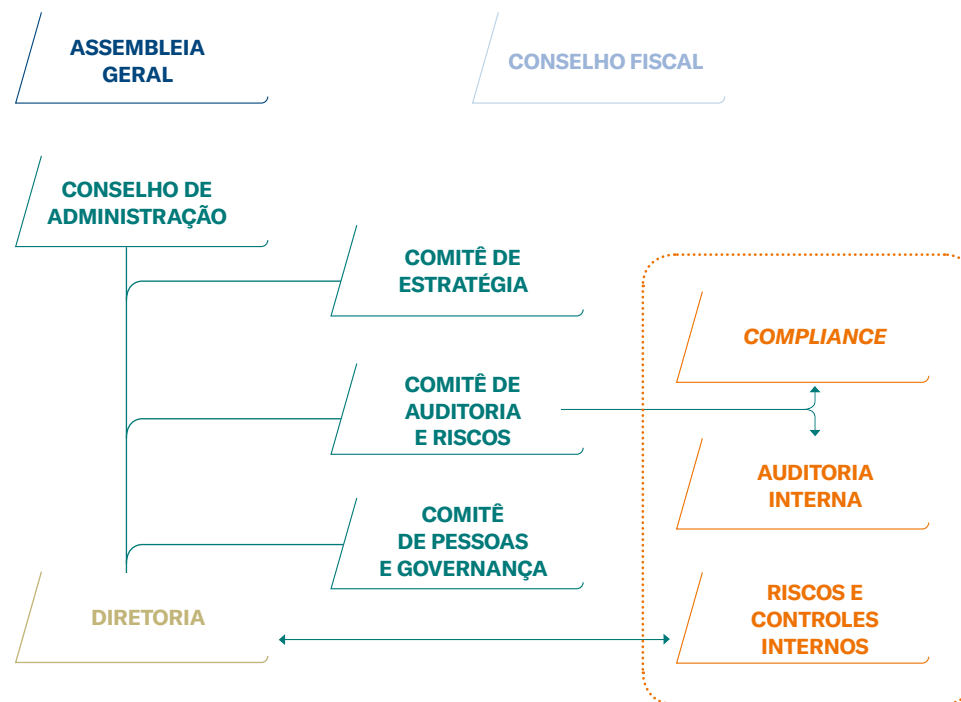 ASSEMBLEIA
GERAL
CONSELHO FISCAL
CONSELHO DE
ADMINISTRAÇÃO
COMITÊ DE
ESTRATÉGIA
COMPLIANCE
COMITÊ DE
AUDITORIA
E RISCOS
AUDITORIA
INTERNA
COMITÊ
DE PESSOAS
E GOVERNANÇA
DIRETORIA
RISCOS E
CONTROLES
INTERNOS